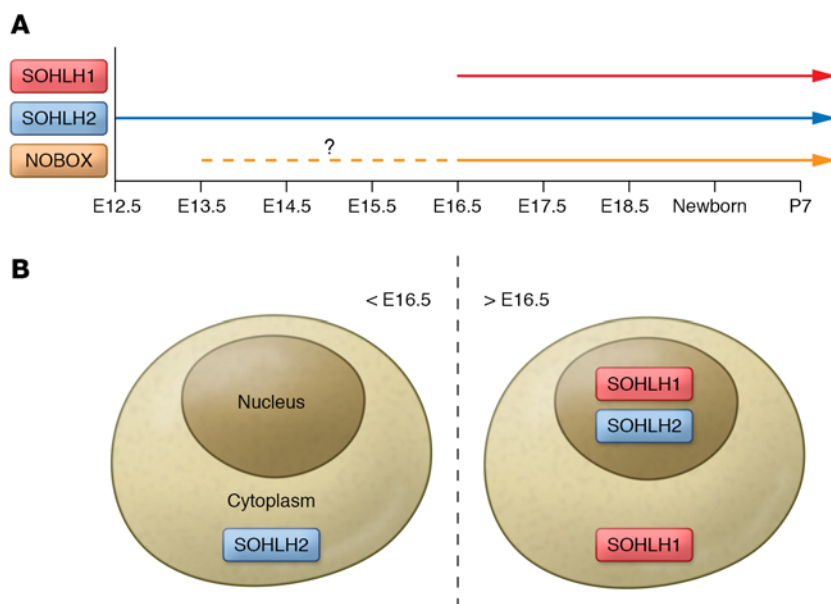 A
SOHLH1
SOHLH2
NOBOX
?
E12.5 E13.5 E14.5 E15.5 E16.5 E17.5 E18.5 Newborn P7
B
< E16.5 > E16.5
Nucleus
SOHLH1
SOHLH2
Cytoplasm
SOHLH2 SOHLH1